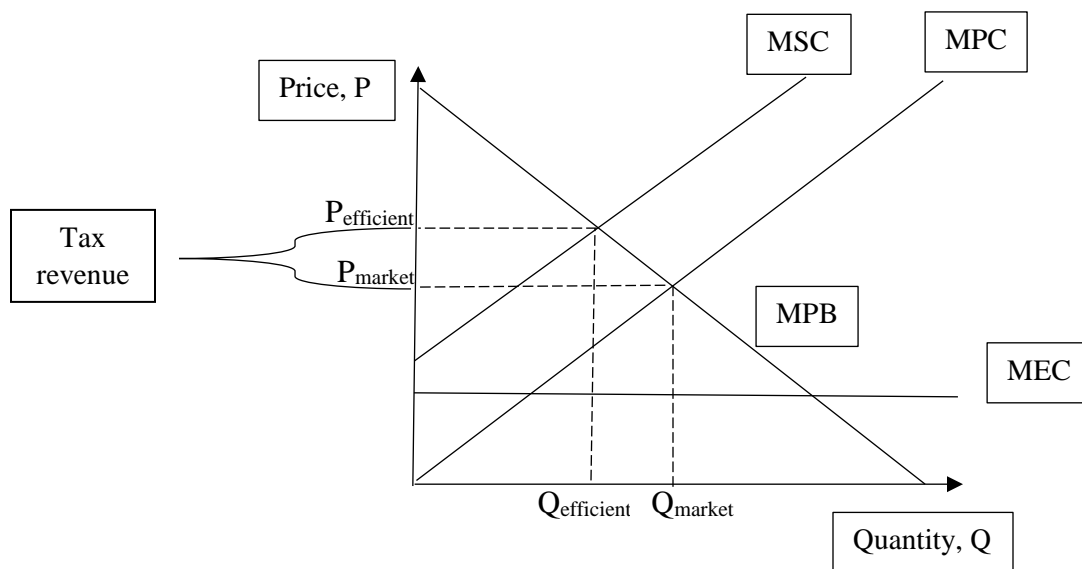 MSC
MPC
Price, P
Pefficient
Tax
revenue
Pmarket
MPB
MEC
Qefficient
Qmarket
Quantity, Q